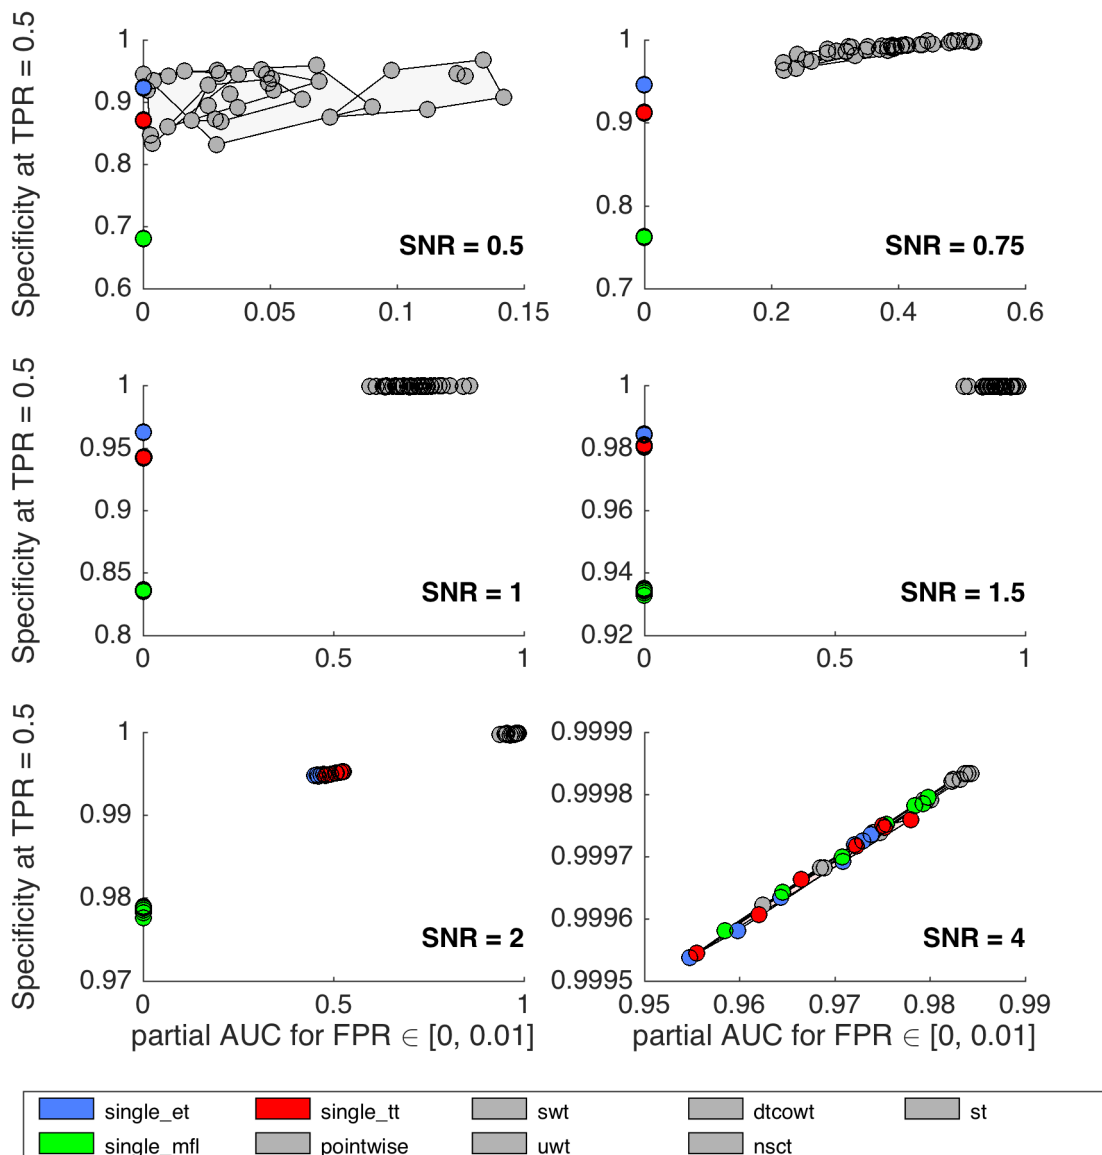 Specificity at TPR = 0.5
1
0.9
0.8
0.7
0.6
0
0.05
0.1
0.15
SNR = 0.5
1
0.9
0.8
0.7
0
0.2
0.4
0.6
SNR = 0.75
Specificity at TPR = 0.5
1
0.95
0.9
0.85
0.8
0
0.5
1
SNR = 1
1
0.98
0.96
0.94
0.92
0
0.5
1
SNR = 1.5
Specificity at TPR = 0.5
1
0.99
0.98
0.97
0
0.5
1
SNR = 2
partial AUC for FPR ∈ [0, 0.01]
0.9999
0.9998
0.9997
0.9996
0.9995
0.95
0.96
0.97
0.98
0.99
SNR = 4
partial AUC for FPR ∈ [0, 0.01]
single_et
single_tt
swt
dtcowt
st
single_mfl
pointwise
uwt
nsct